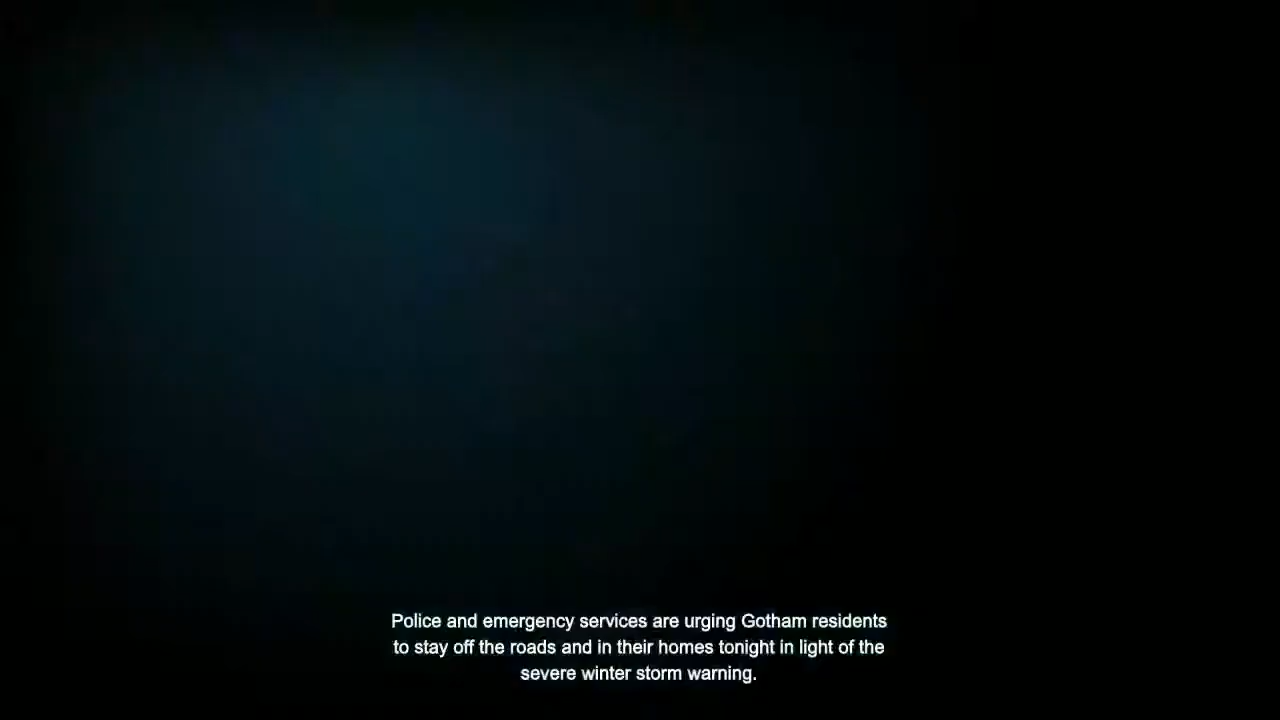 Police and emergency services are urging Gotham residents
to stay off the roads and in their homes tonight in light of the
severe winter storm warning.